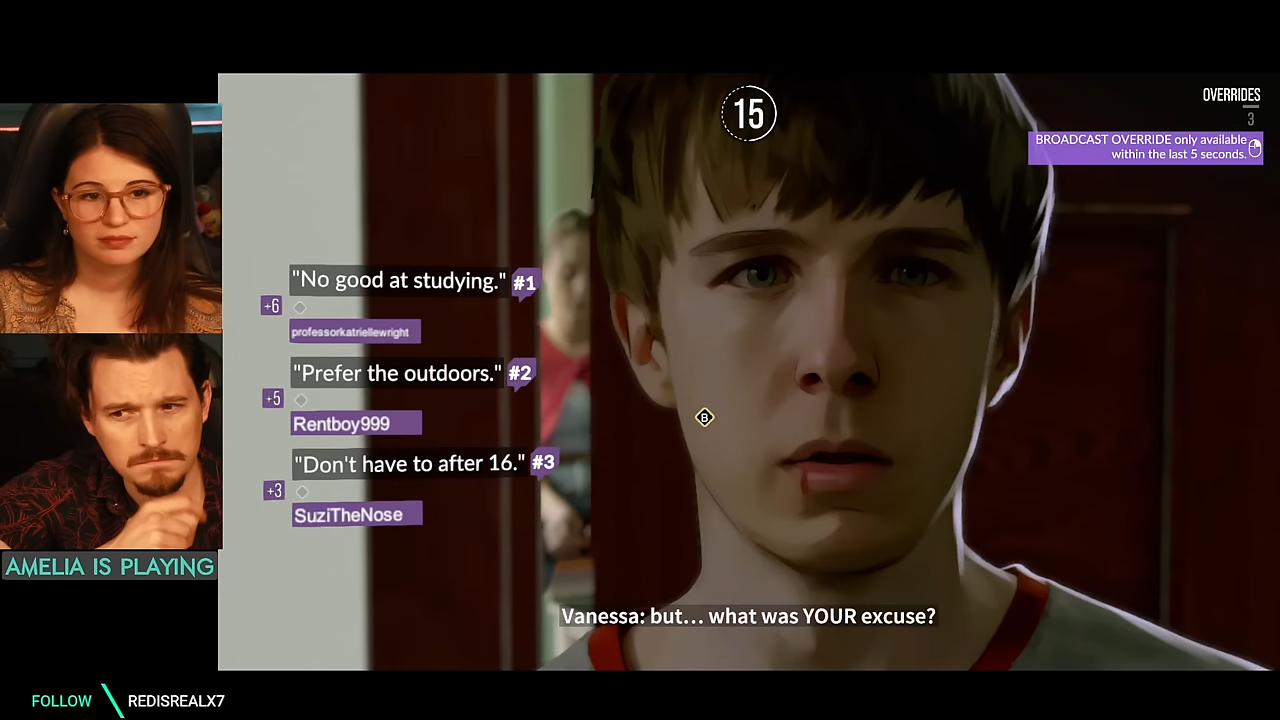 15
OVERRIDES
3
BROADCAST OVERRIDE only available
within the last 5 seconds.
"No good at studying." #1
+6
professorkatriellewright
"Prefer the outdoors." #2
+5
Rentboy999
"Don't have to after 16." #3
+3
SuziTheNose
B
AMELIA IS PLAYING
Vanessa: but... what was YOUR excuse?
FOLLOW REDISREALX7